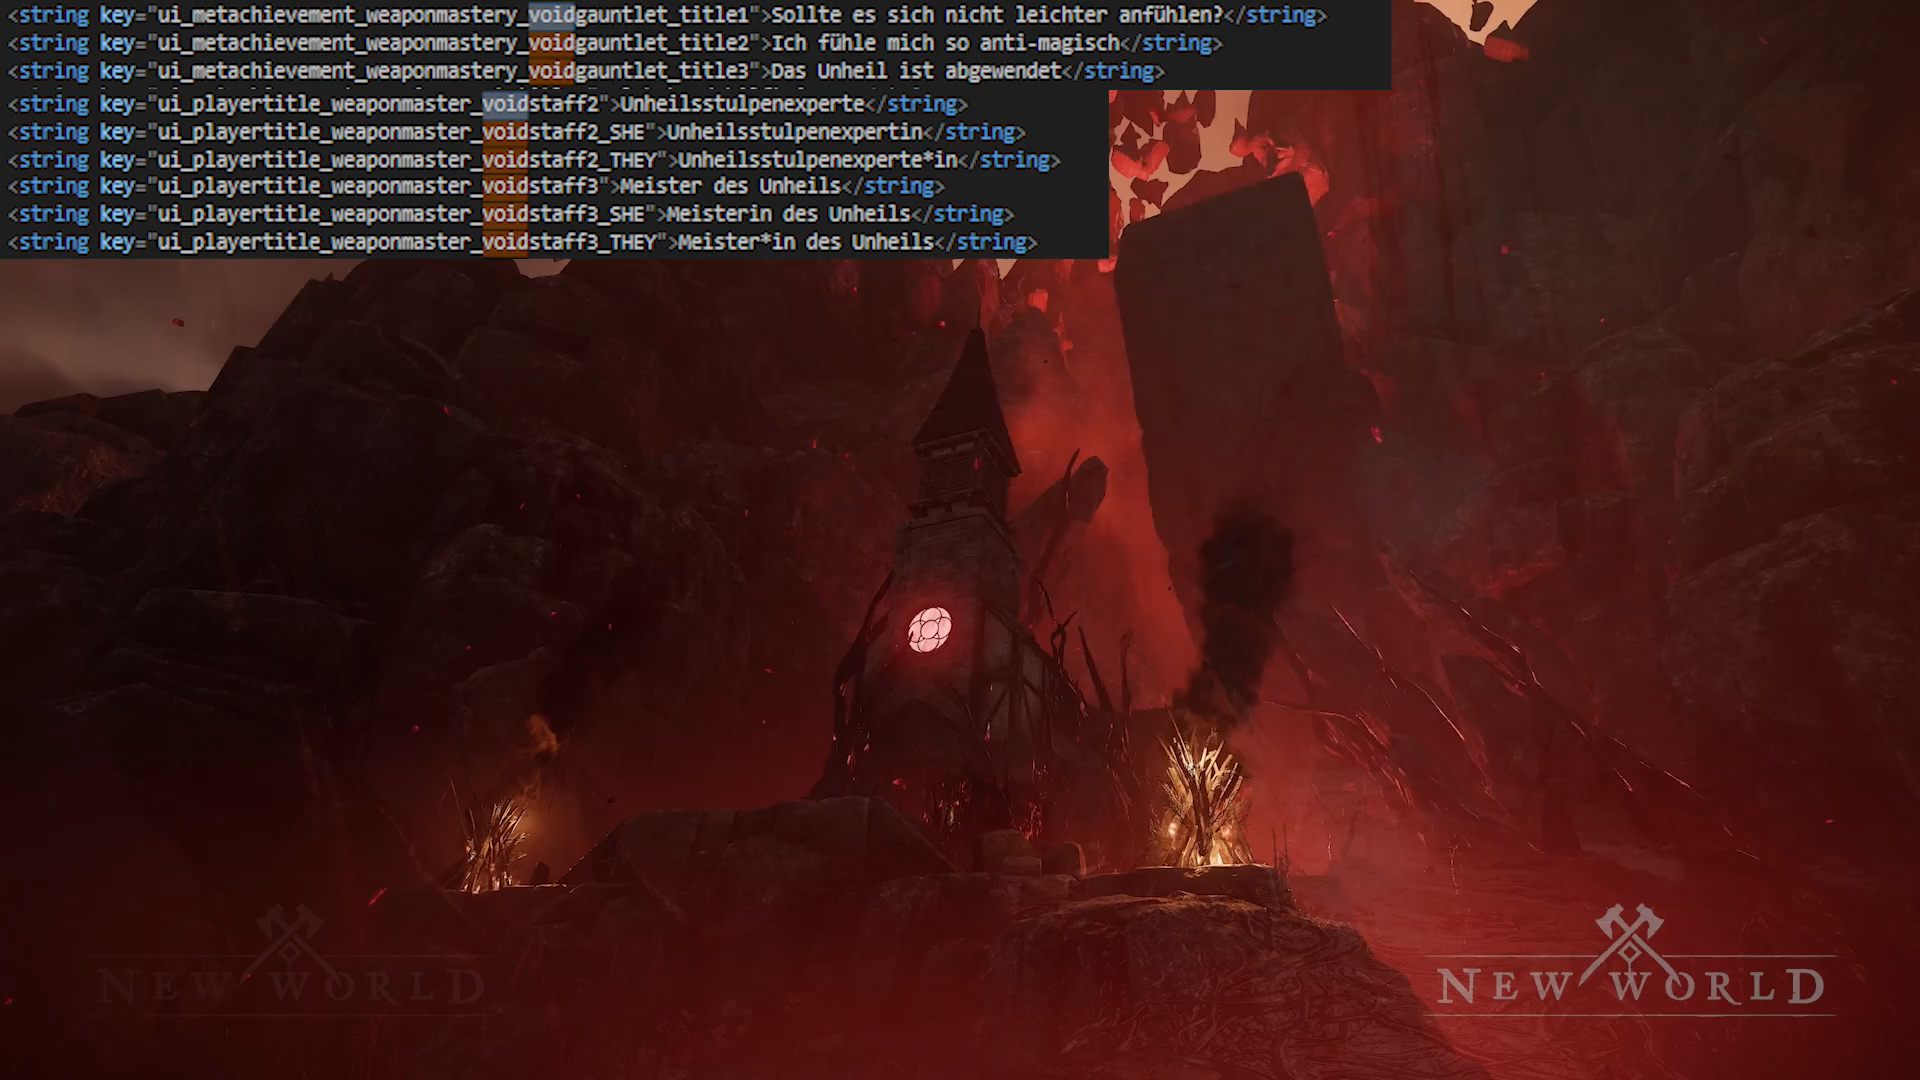 <string key="ui_metachievement_weaponmastery_voidgauntlet_title1">Sollte es sich nicht leichter anfühlen?</string>
<string key="ui_metachievement_weaponmastery_voidgauntlet_title2">Ich fühle mich so anti-magisch</string>
<string key="ui_metachievement_weaponmastery_voidgauntlet_title3">Das Unheil ist abgewendet</string>
<string key="ui_playertitle_weaponmaster_voidstaff2">Unheilsstulpenexperte</string>
<string key="ui_playertitle_weaponmaster_voidstaff2_SHE">Unheilsstulpenexpertin</string>
<string key="ui_playertitle_weaponmaster_voidstaff2_THEY">Unheilsstulpenexperte*in</string>
<string key="ui_playertitle_weaponmaster_voidstaff3">Meister des Unheils</string>
<string key="ui_playertitle_weaponmaster_voidstaff3_SHE">Meisterin des Unheils</string>
<string key="ui_playertitle_weaponmaster_voidstaff3_THEY">Meister*in des Unheils</string>
NEW WORLD
NEW WORLD